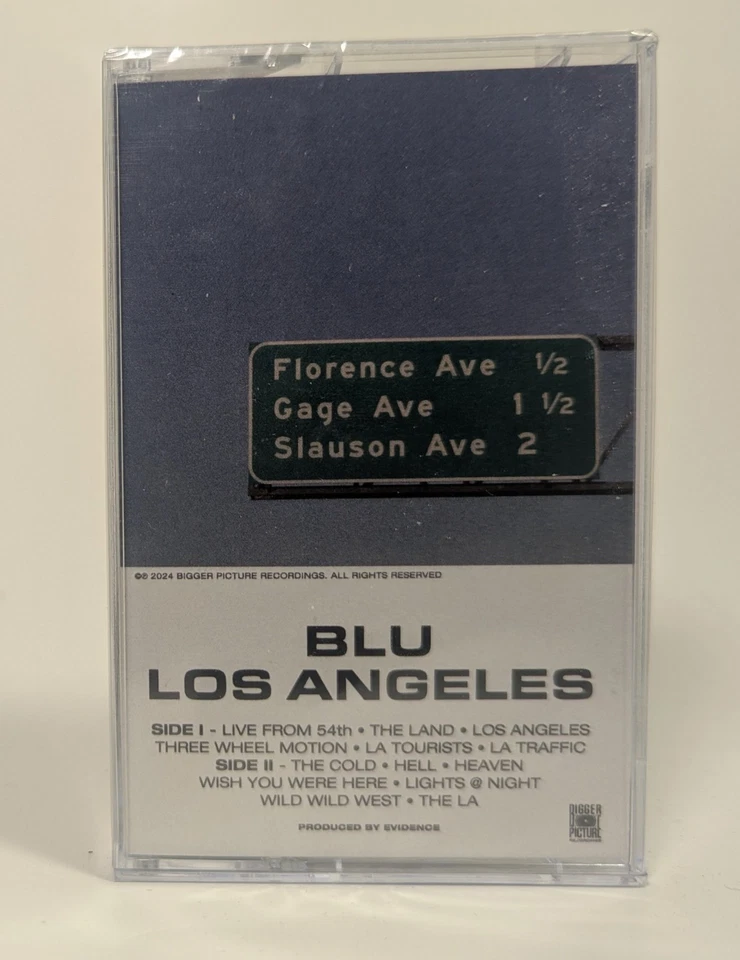 Florence Ave ½
Gage Ave 1 ½
Slauson Ave 2
©℗ 2024 BIGGER PICTURE RECORDINGS. ALL RIGHTS RESERVED
BLU
LOS ANGELES
SIDE I - LIVE FROM 54th • THE LAND • LOS ANGELES
THREE WHEEL MOTION • LA TOURISTS • LA TRAFFIC
SIDE II - THE COLD • HELL • HEAVEN
WISH YOU WERE HERE • LIGHTS @ NIGHT
WILD WILD WEST • THE LA
PRODUCED BY EVIDENCE
BIGGER
PICTURE
RECORDINGS